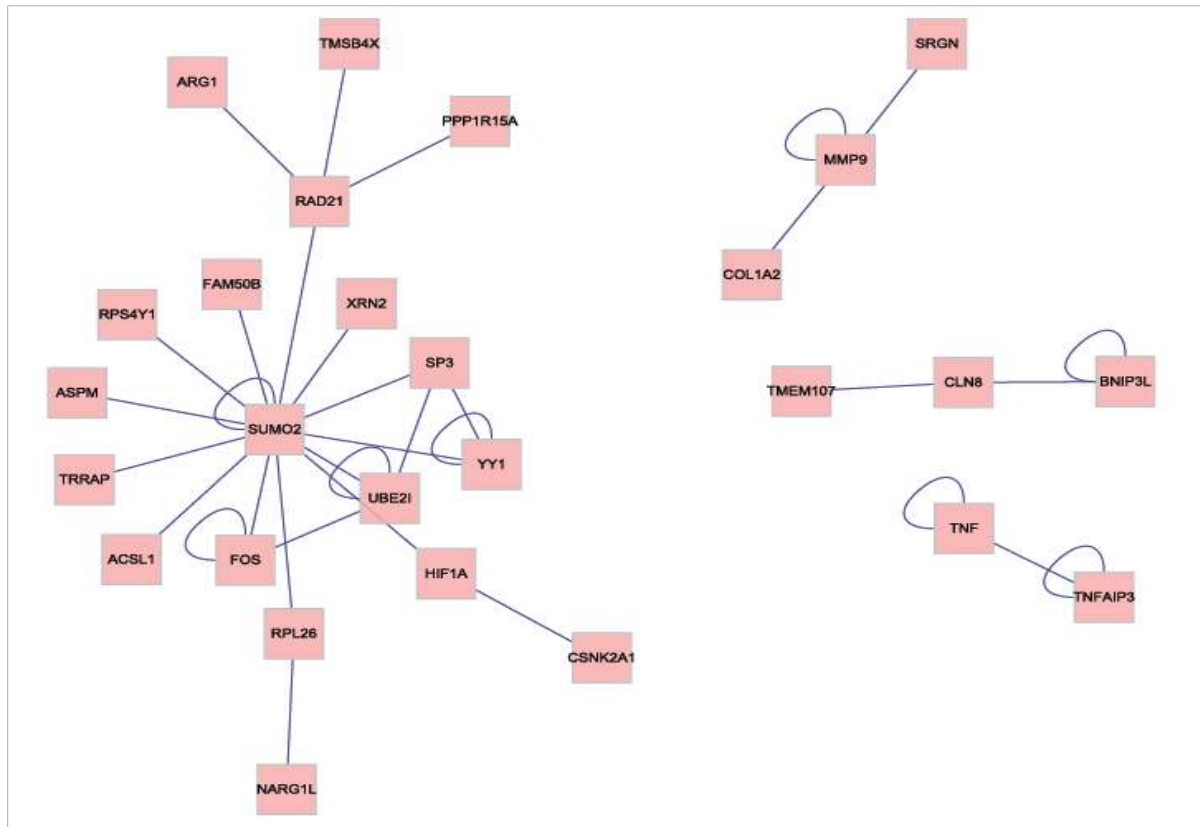 TMSB4X
SRGN
ARG1
PPP1R15A
MMP9
RAD21
COL1A2
FAM50B
XRN2
RPS4Y1
SP3
ASPM
TMEM107
CLN8
BNIP3L
SUMO2
YY1
TRRAP
UBE2I
TNF
ACSL1
FOS
HIF1A
TNFAIP3
RPL26
CSNK2A1
NARG1L